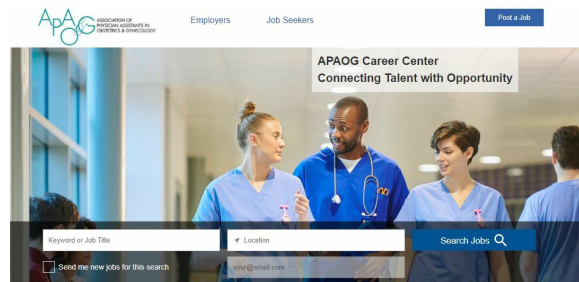 APAOG
ASSOCIATION OF
PHYSICIAN ASSISTANTS IN
OBSTETRICS & GYNECOLOGY
Employers
Job Seekers
Post a Job
APAOG Career Center
Connecting Talent with Opportunity
Keyword or Job Title
Location
Search Jobs
Send me new jobs for this search
your@email.com